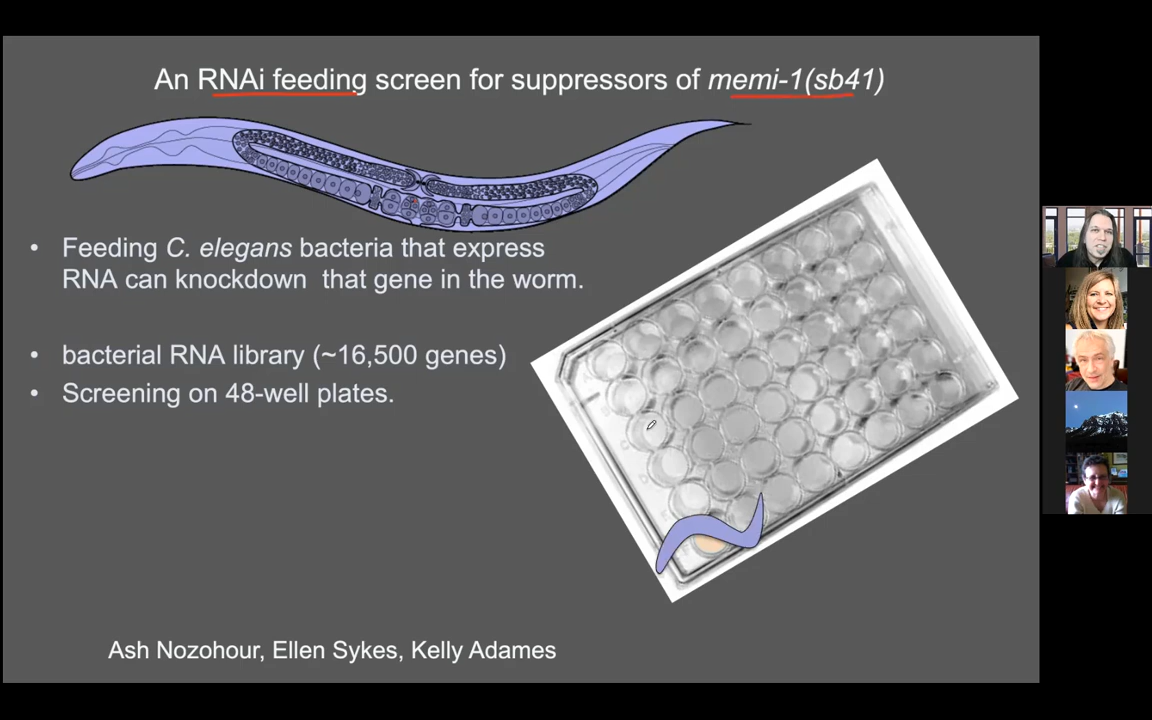 An RNAi feeding screen for suppressors of memi-1(sb41)
• Feeding C. elegans bacteria that express
RNA can knockdown that gene in the worm.
• bacterial RNA library (~16,500 genes)
• Screening on 48-well plates.
Ash Nozohour, Ellen Sykes, Kelly Adames